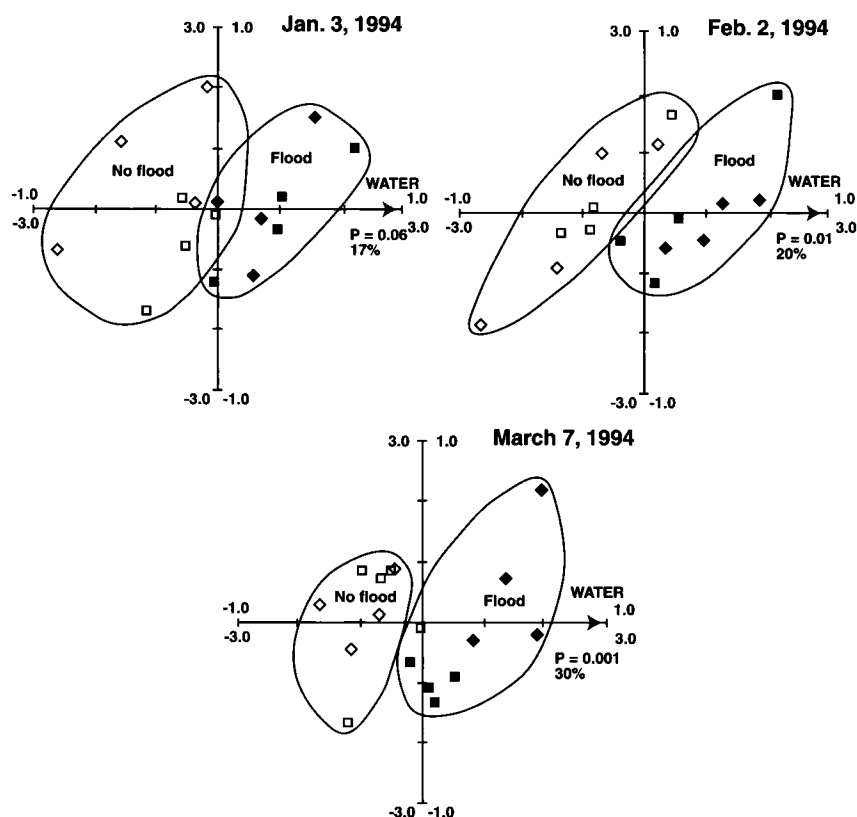 Jan. 3, 1994
3.0 1.0
No flood
Flood
WATER
-1.0
-3.0
1.0
3.0
P = 0.06
17%
-3.0 -1.0
Feb. 2, 1994
3.0 1.0
No flood
Flood
WATER
-1.0
-3.0
1.0
3.0
P = 0.01
20%
-3.0 -1.0
March 7, 1994
3.0 1.0
No flood
Flood
WATER
-1.0
-3.0
1.0
3.0
P = 0.001
30%
-3.0 -1.0